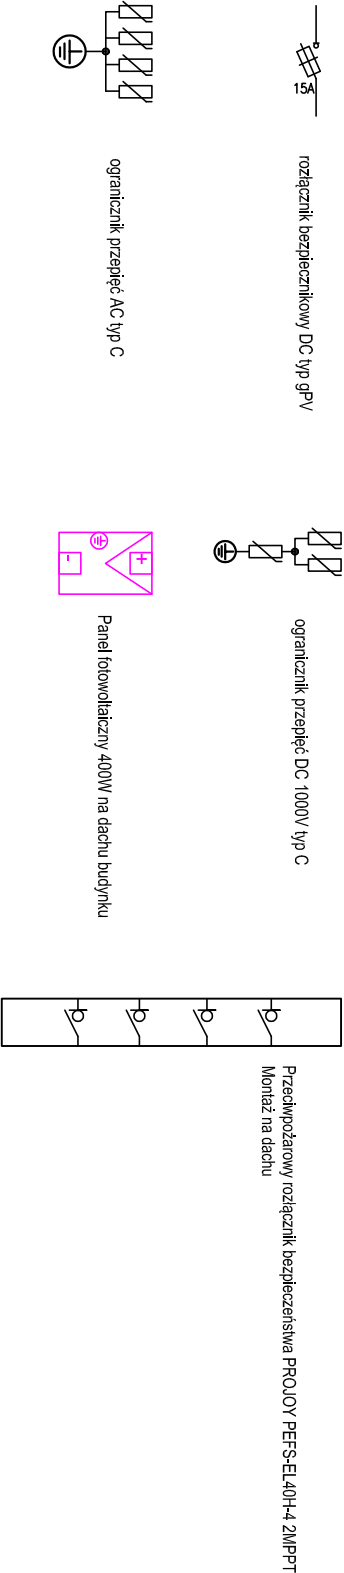 15A
rozłącznik bezpiecznikowy DC typ gPV
ogranicznik przepięć AC typ C
ogranicznik przepięć DC 1000V typ C
+
-
Panel fotowoltaiczny 400W na dachu budynku
Przeciwpożarowy rozłącznik bezpieczeństwa PROJOY PEFS-EL40H-4 2MPPT
Montaż na dachu